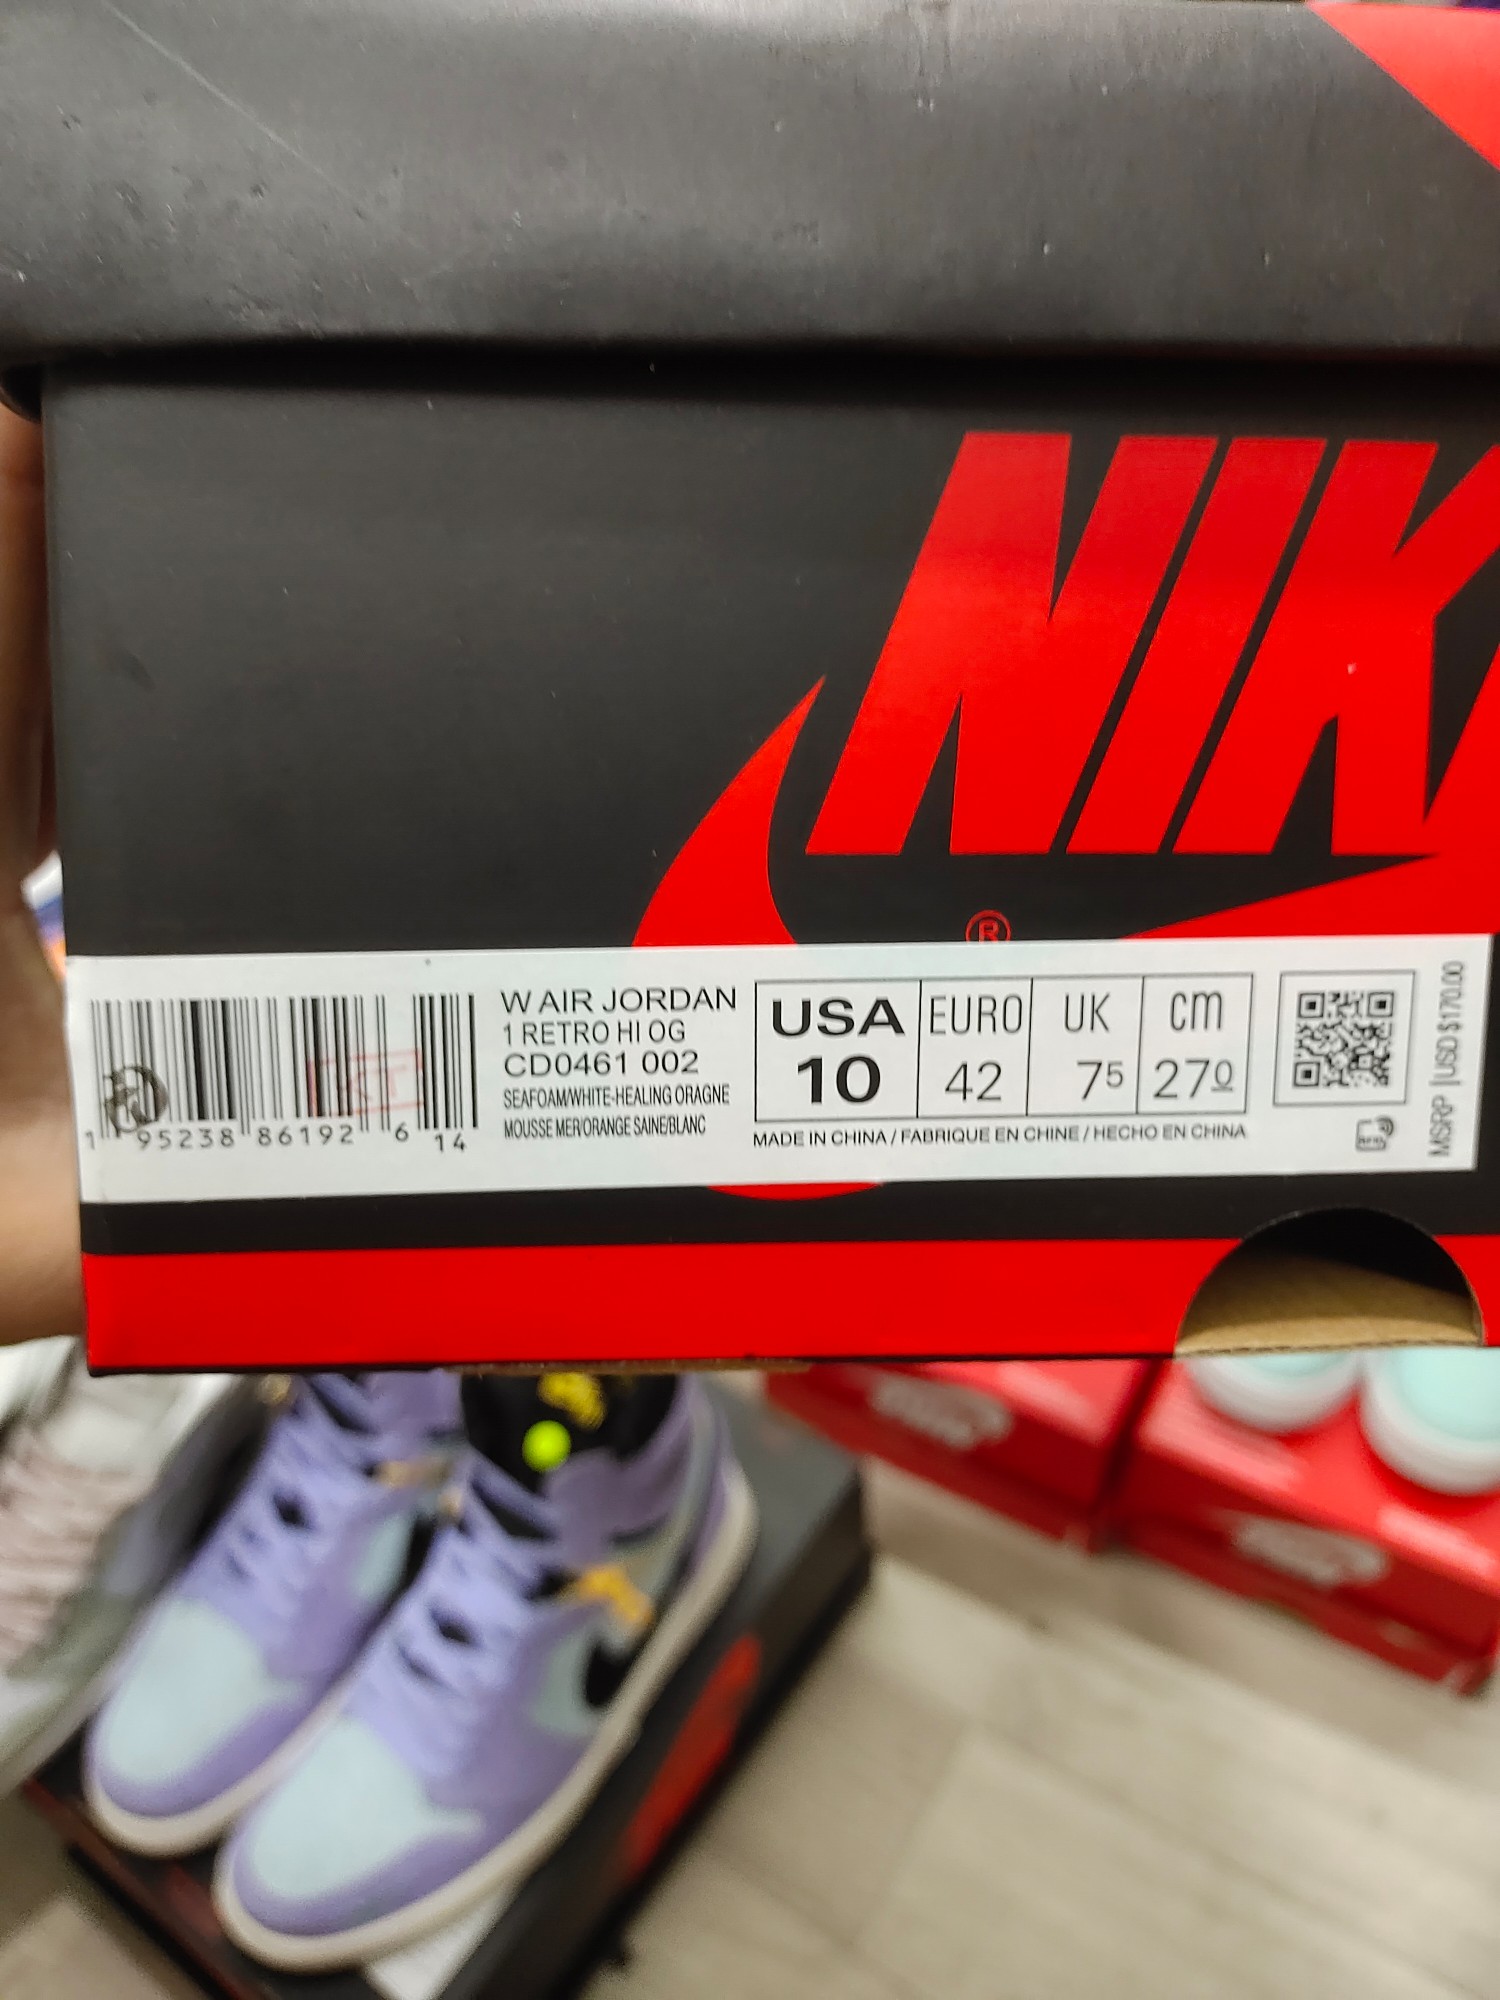 NIK
®
W AIR JORDAN
1 RETRO HI OG
CD0461 002
SEAFOAM/WHITE-HEALING ORAGNE
MOUSSE MER/ORANGE SAINE/BLANC
1 95238 86192 6 14
USA EURO UK cm
10 42 75 270
MADE IN CHINA / FABRIQUE EN CHINE / HECHO EN CHINA
MSRP | USD $170.00